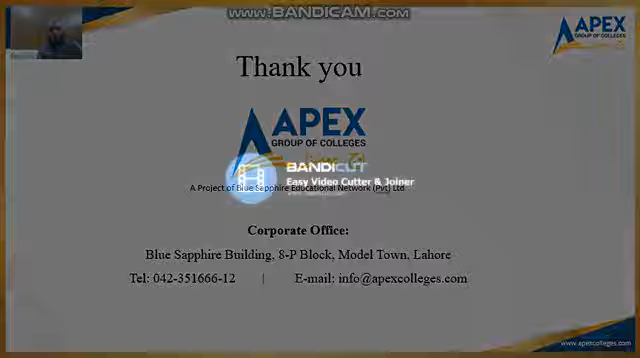 www.BANDICAM.com
APEX
GROUP OF COLLEGES
Thank you
APEX
GROUP OF COLLEGES
BANDICUT
Easy Video Cutter & Joiner
A Project of Blue Sapphire Educational Network (Pvt) Ltd
Corporate Office:
Blue Sapphire Building, 8-P Block, Model Town, Lahore
Tel: 042-351666-12 | E-mail: info@apexcolleges.com
www.apexcolleges.com